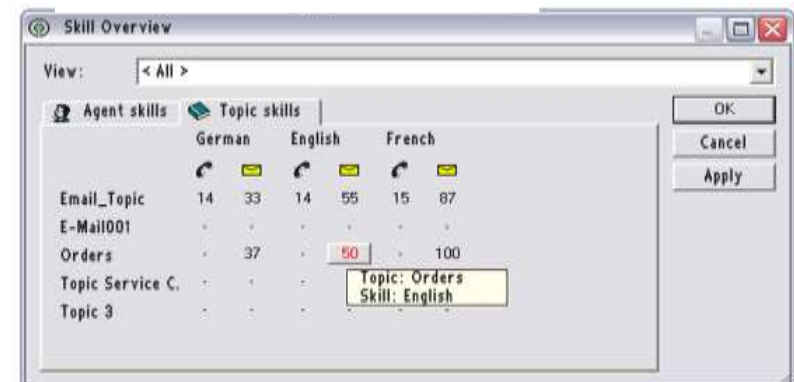 Skill Overview
View: < All >
Agent skills Topic skills OK
German English French Cancel
Apply
Email_Topic 14 33 14 55 15 87
E-Mail001 - - - - - -
Orders - 37 - 50 - 100
Topic: Orders
Topic Service C. - - -
Skill: English
Topic 3 - - - - - -